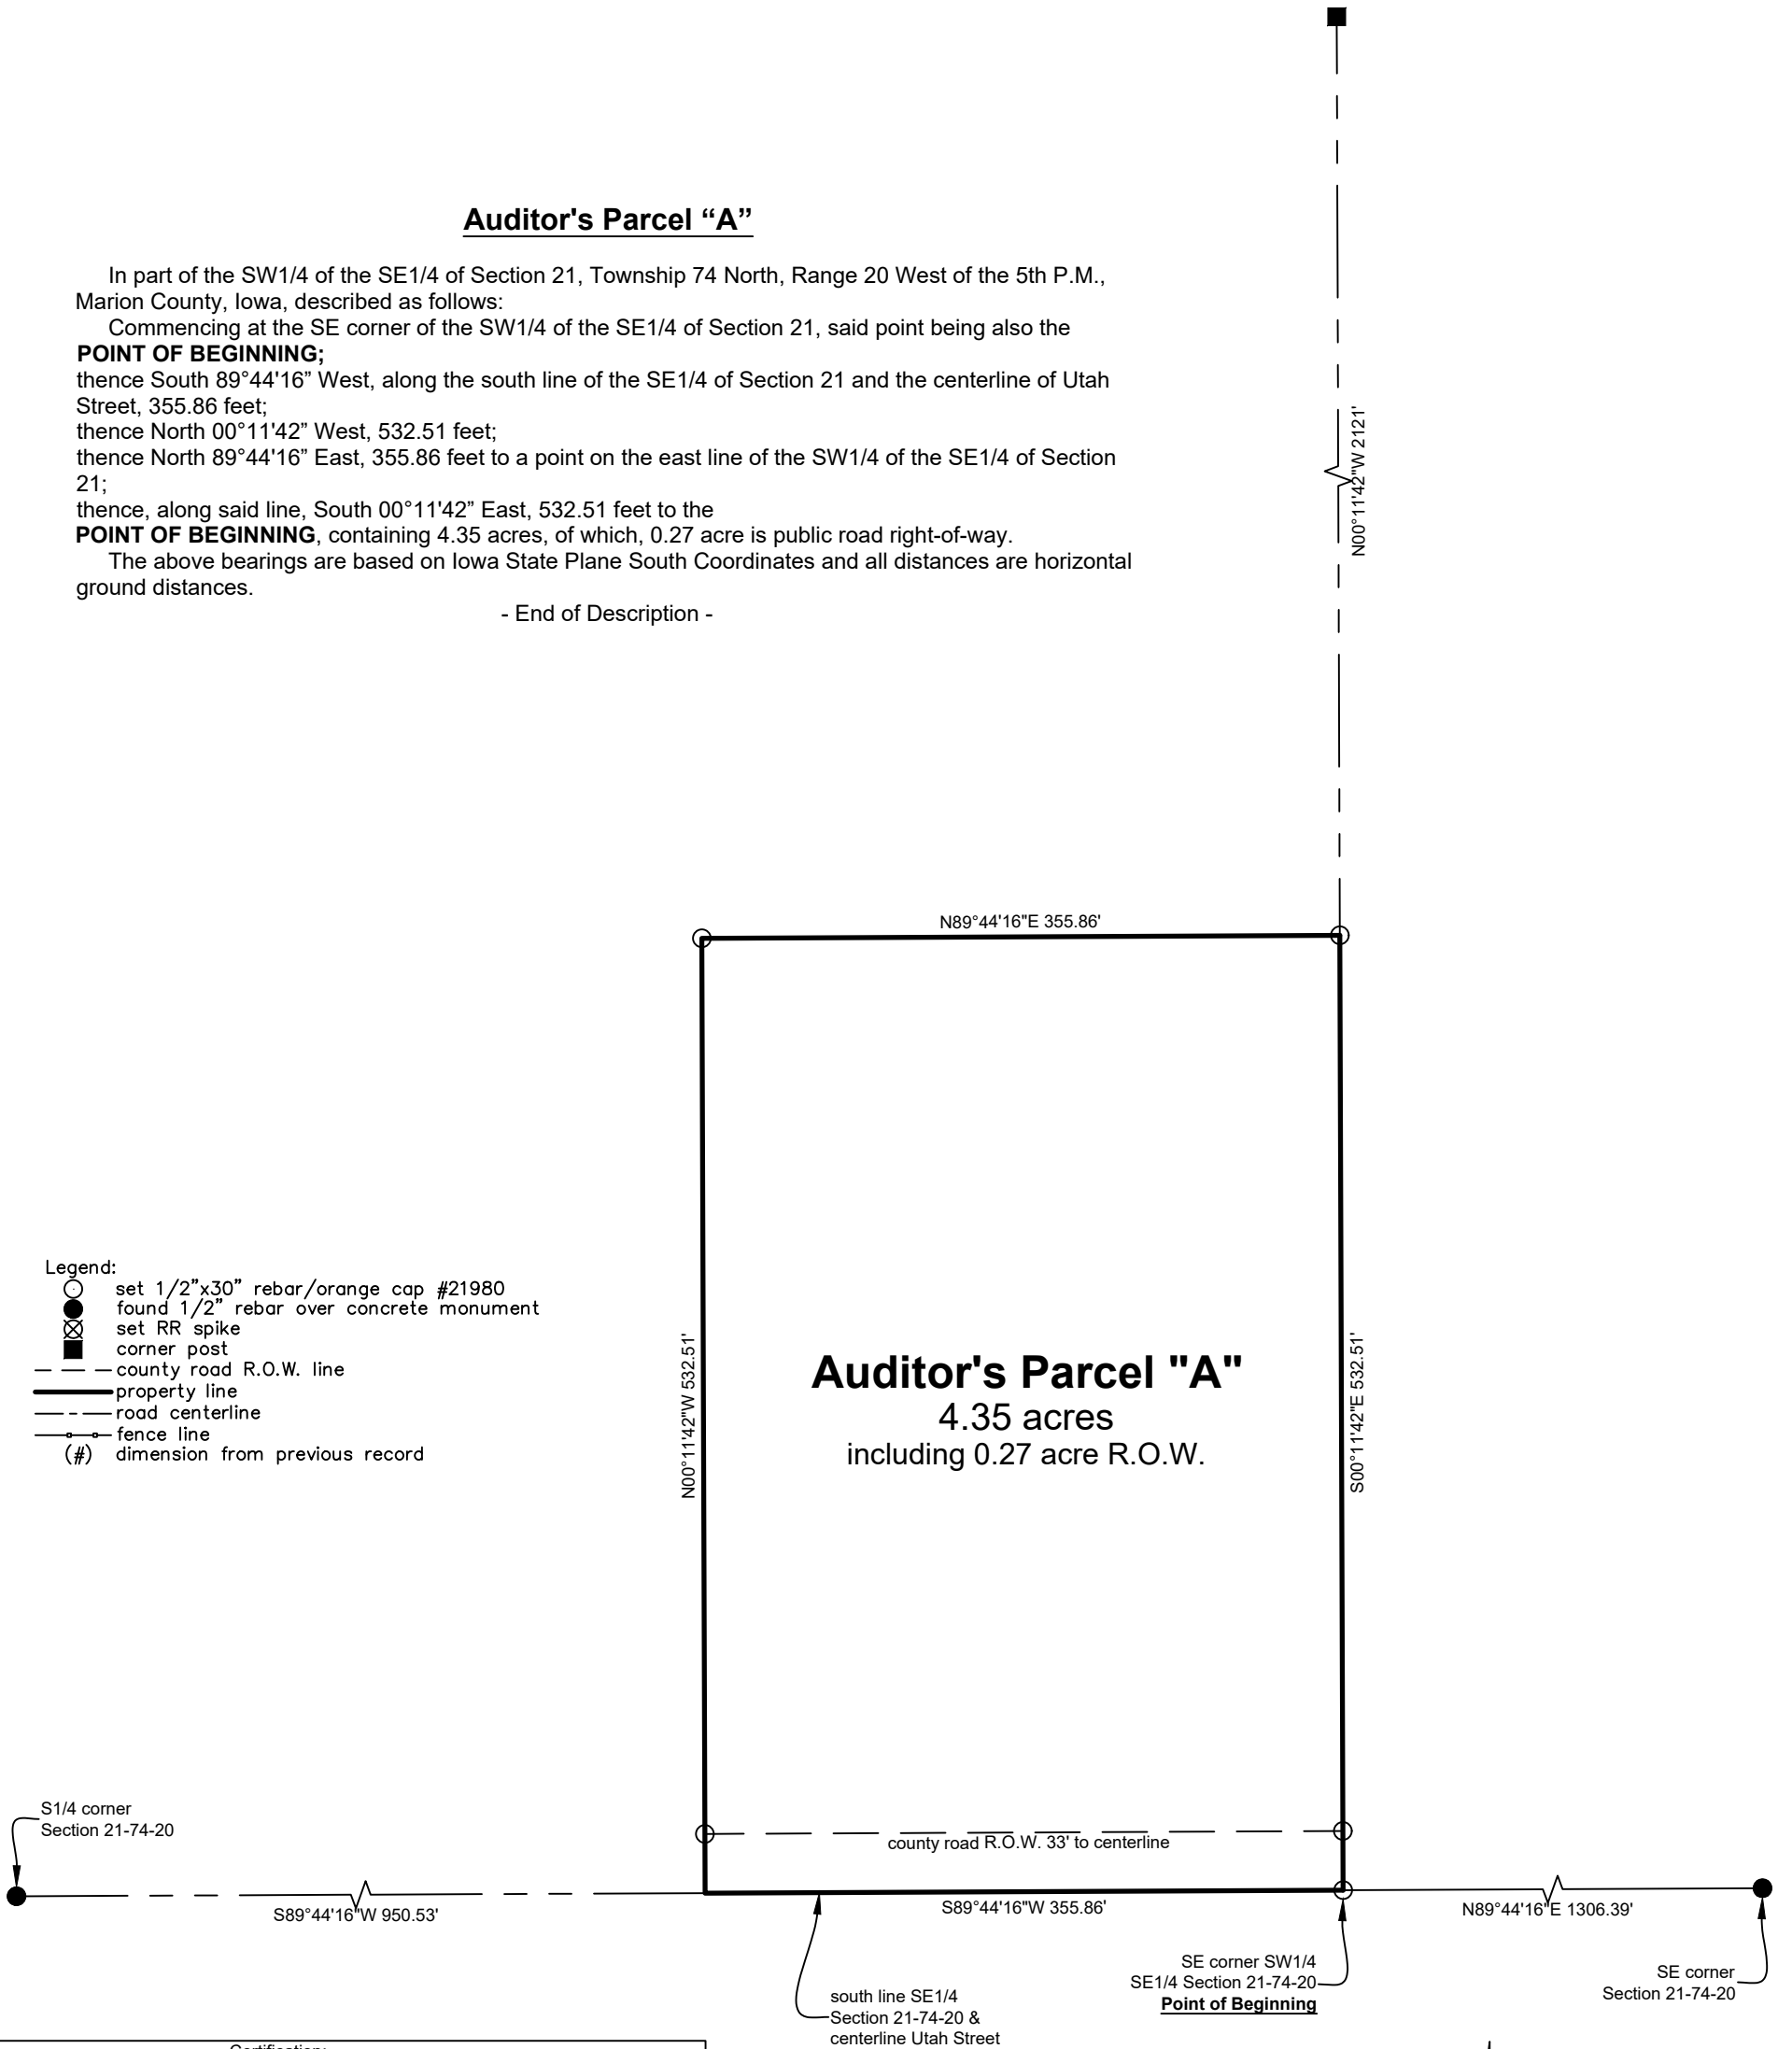 Auditor's Parcel “A”
In part of the SW1/4 of the SE1/4 of Section 21, Township 74 North, Range 20 West of the 5th P.M.,
Marion County, Iowa, described as follows:
Commencing at the SE corner of the SW1/4 of the SE1/4 of Section 21, said point being also the
POINT OF BEGINNING;
thence South 89°44'16” West, along the south line of the SE1/4 of Section 21 and the centerline of Utah
Street, 355.86 feet;
thence North 00°11'42” West, 532.51 feet;
thence North 89°44'16” East, 355.86 feet to a point on the east line of the SW1/4 of the SE1/4 of Section
21;
thence, along said line, South 00°11'42” East, 532.51 feet to the
POINT OF BEGINNING, containing 4.35 acres, of which, 0.27 acre is public road right-of-way.
The above bearings are based on Iowa State Plane South Coordinates and all distances are horizontal
ground distances.
- End of Description -
N00°11'42"W 2121'
N89°44'16"E 355.86'
Legend:
set 1/2”x30” rebar/orange cap #21980
found 1/2” rebar over concrete monument
set RR spike
corner post
county road R.O.W. line
property line
road centerline
fence line
(#) dimension from previous record
N00°11'42"W 532.51'
Auditor's Parcel "A"
4.35 acres
including 0.27 acre R.O.W.
S00°11'42"E 532.51'
S1/4 corner
Section 21-74-20
county road R.O.W. 33' to centerline
S89°44'16"W 950.53'
S89°44'16"W 355.86'
N89°44'16"E 1306.39'
south line SE1/4
Section 21-74-20 &
centerline Utah Street
SE corner SW1/4
SE1/4 Section 21-74-20
Point of Beginning
SE corner
Section 21-74-20